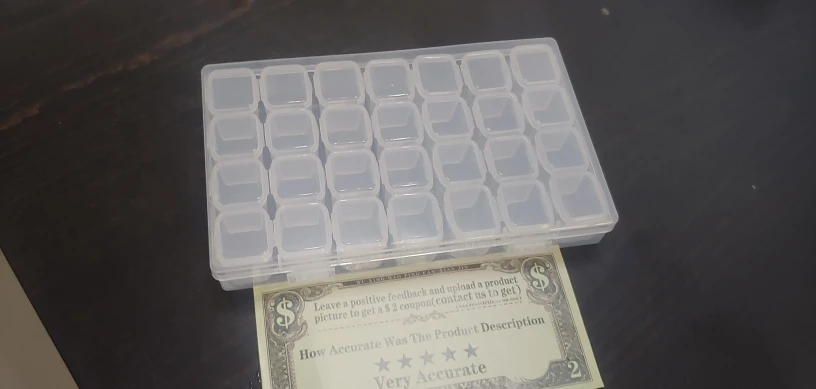 $ $
Leave a positive feedback and upload a product
picture to get a $ 2 coupon(contact us to get)
How Accurate Was The Product Description
Very Accurate
2